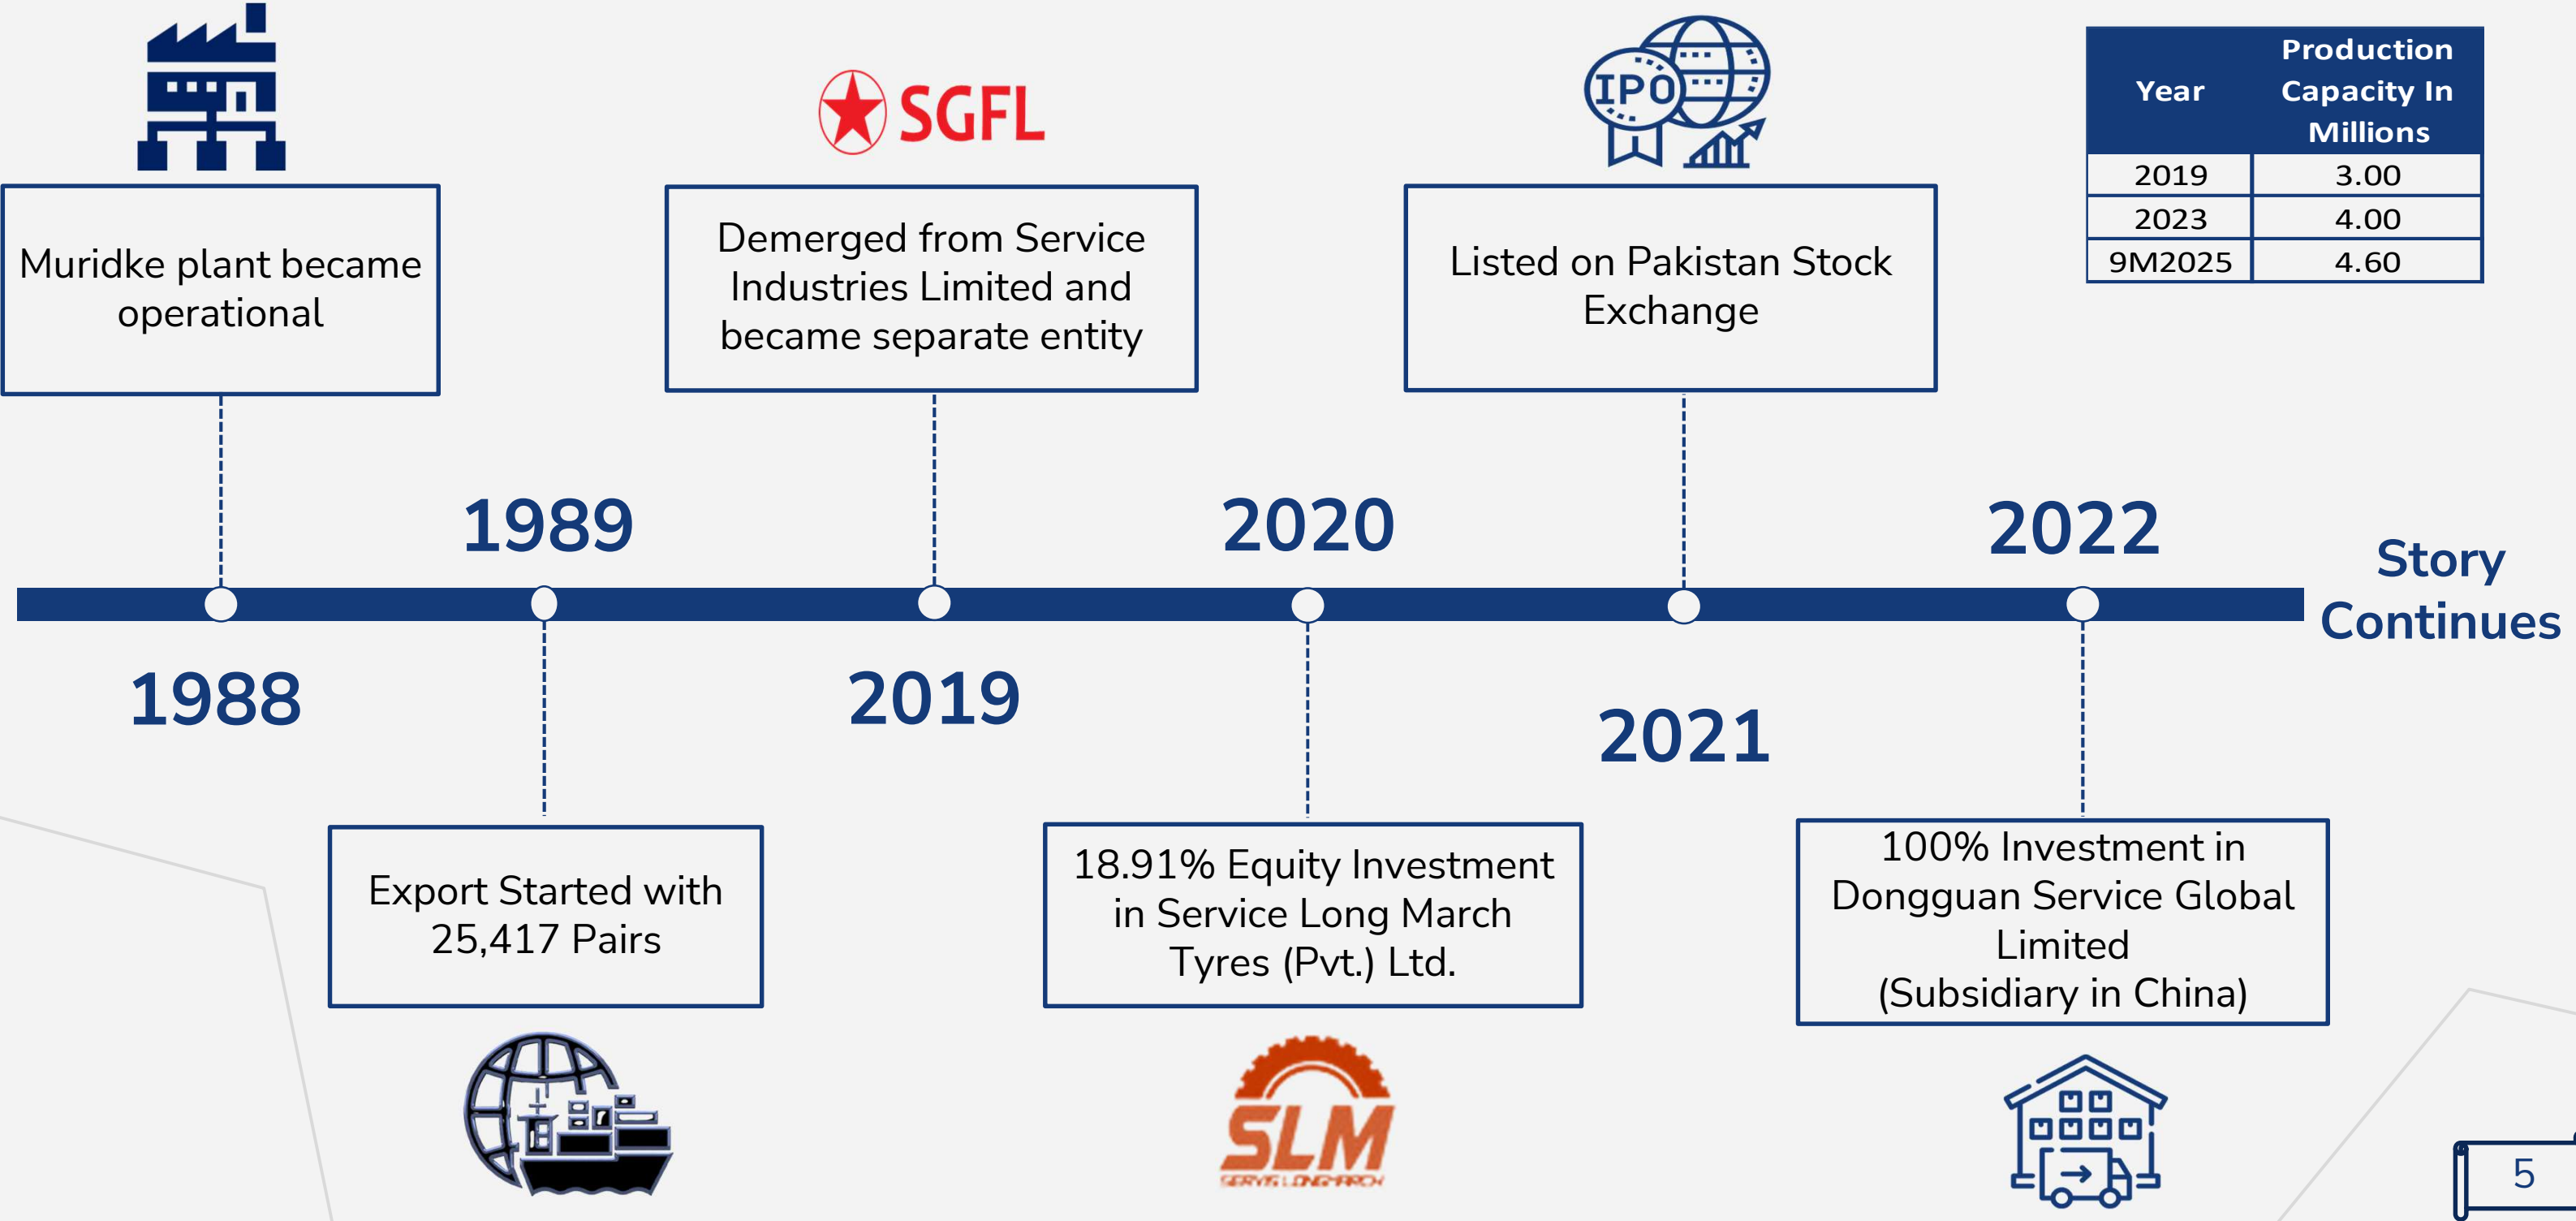 IPO
SGFL
Year
Production
Capacity In
Millions
2019 3.00
2023 4.00
9M2025 4.60
Muridke plant became
operational
Demerged from Service
Industries Limited and
became separate entity
Listed on Pakistan Stock
Exchange
1989
2020
2022
Story
Continues
1988
2019
2021
Export Started with
25,417 Pairs
18.91% Equity Investment
in Service Long March
Tyres (Pvt.) Ltd.
100% Investment in
Dongguan Service Global
Limited
(Subsidiary in China)
SLM
SERVIS LONGMARCH
5